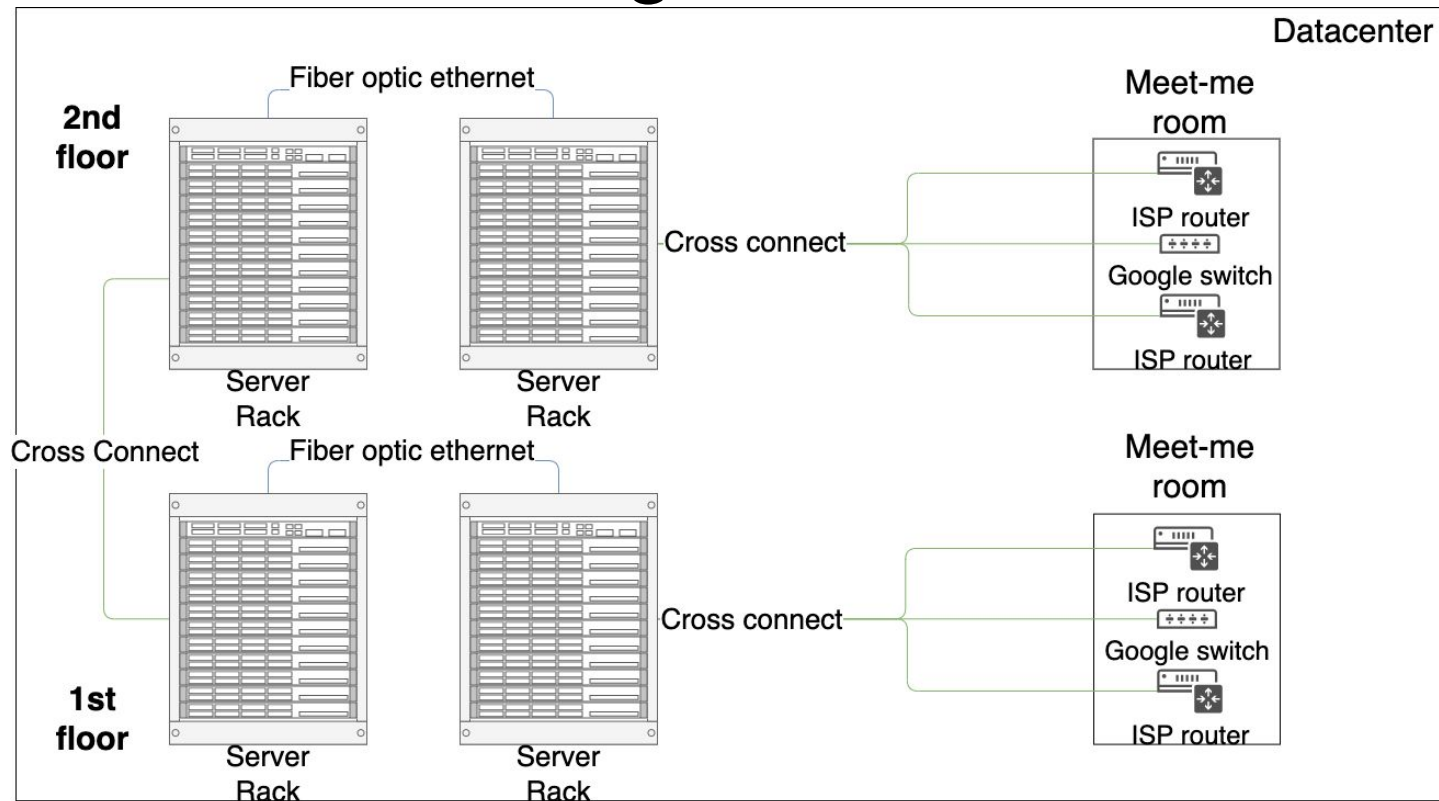 Datacenter
2nd
floor
Fiber optic ethernet
Server
Rack
Server
Rack
Cross connect
Meet-me
room
ISP router
Google switch
ISP router
Cross Connect
1st
floor
Fiber optic ethernet
Server
Rack
Server
Rack
Cross connect
Meet-me
room
ISP router
Google switch
ISP router